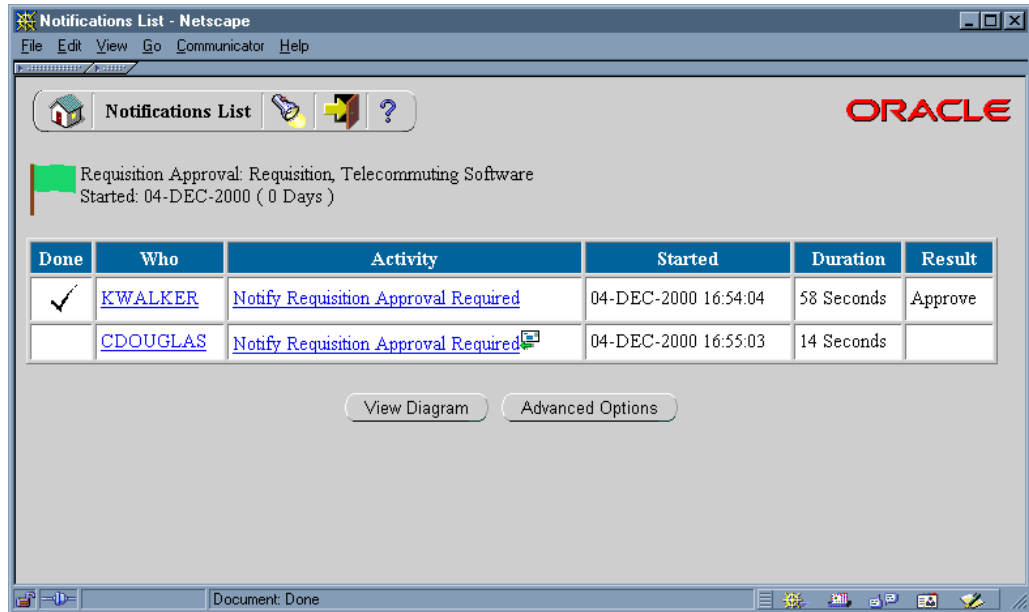 Notifications List - Netscape
File Edit View Go Communicator Help
Notifications List ?
ORACLE
Requisition Approval: Requisition, Telecommuting Software
Started: 04-DEC-2000 ( 0 Days )
Done Who Activity Started Duration Result
KWALKER Notify Requisition Approval Required 04-DEC-2000 16:54:04 58 Seconds Approve
CDOUGLAS Notify Requisition Approval Required 04-DEC-2000 16:55:03 14 Seconds
View Diagram Advanced Options
Document: Done